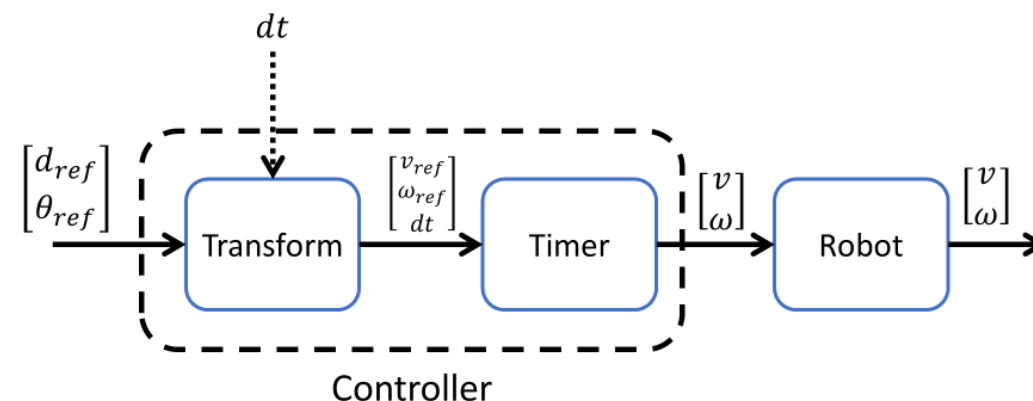 dt
[d_ref
θ_ref]
[v_ref
ω_ref
dt]
[v
ω]
[v
ω]
Transform
Timer
Robot
Controller